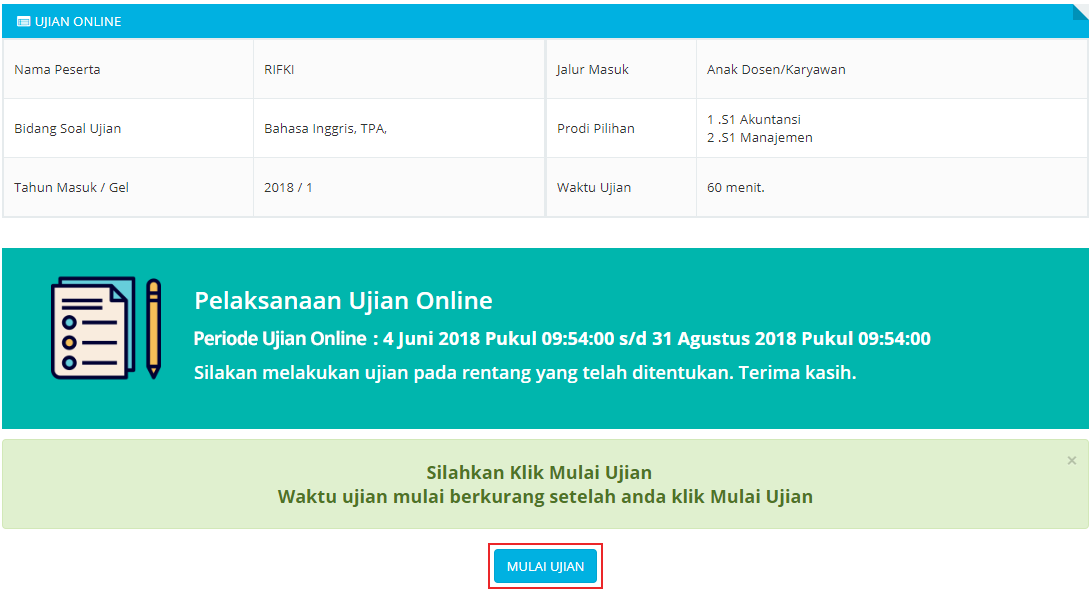 UJIAN ONLINE
Nama Peserta RIFKI Jalur Masuk Anak Dosen/Karyawan
Bidang Soal Ujian Bahasa Inggris, TPA, Prodi Pilihan 1 .S1 Akuntansi
2 .S1 Manajemen
Tahun Masuk / Gel 2018 / 1 Waktu Ujian 60 menit.
Pelaksanaan Ujian Online
Periode Ujian Online : 4 Juni 2018 Pukul 09:54:00 s/d 31 Agustus 2018 Pukul 09:54:00
Silakan melakukan ujian pada rentang yang telah ditentukan. Terima kasih.
×
Silahkan Klik Mulai Ujian
Waktu ujian mulai berkurang setelah anda klik Mulai Ujian
MULAI UJIAN